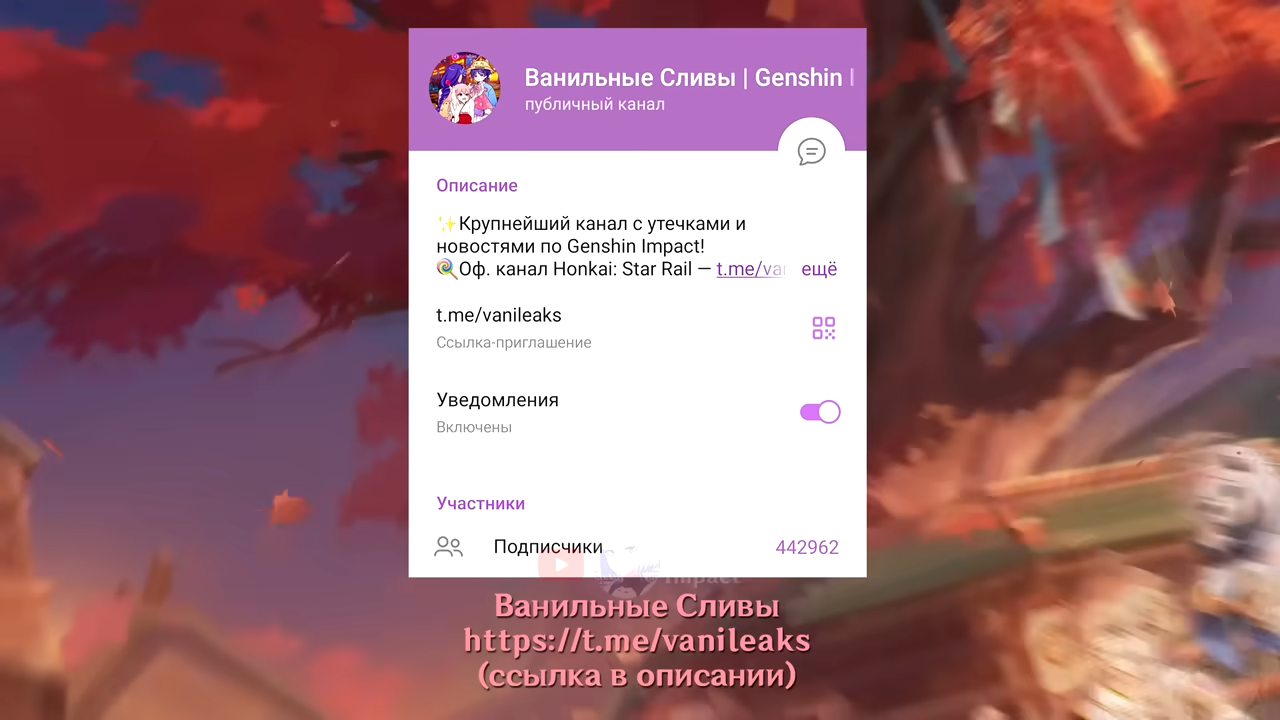 Ванильные Сливы | Genshin
публичный канал
Описание
✨Крупнейший канал с утечками и
новостями по Genshin Impact!
🍭Оф. канал Honkai: Star Rail — t.me/va ещё
t.me/vanileaks
Ссылка-приглашение
Уведомления
Включены
Участники
Подписчики 442962
Impact
Ванильные Сливы
https://t.me/vanileaks
(ссылка в описании)